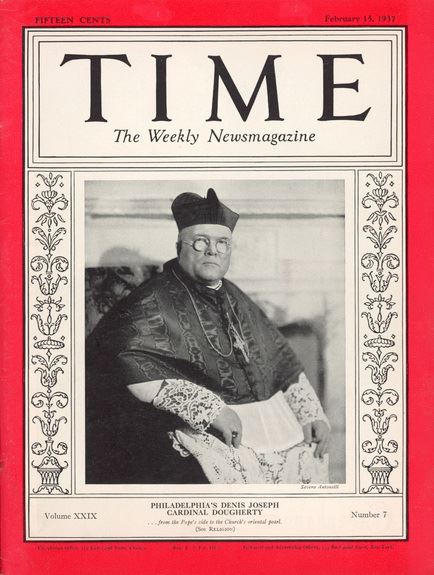 FIFTEEN CENTS February 15, 1937
TIME
The Weekly Newsmagazine
Severo Antonelli
PHILADELPHIA'S DENIS JOSEPH
CARDINAL DOUGHERTY
. . . from the Pope's side to the Church's oriental pearl.
(See RELIGION)
Volume XXIX Number 7